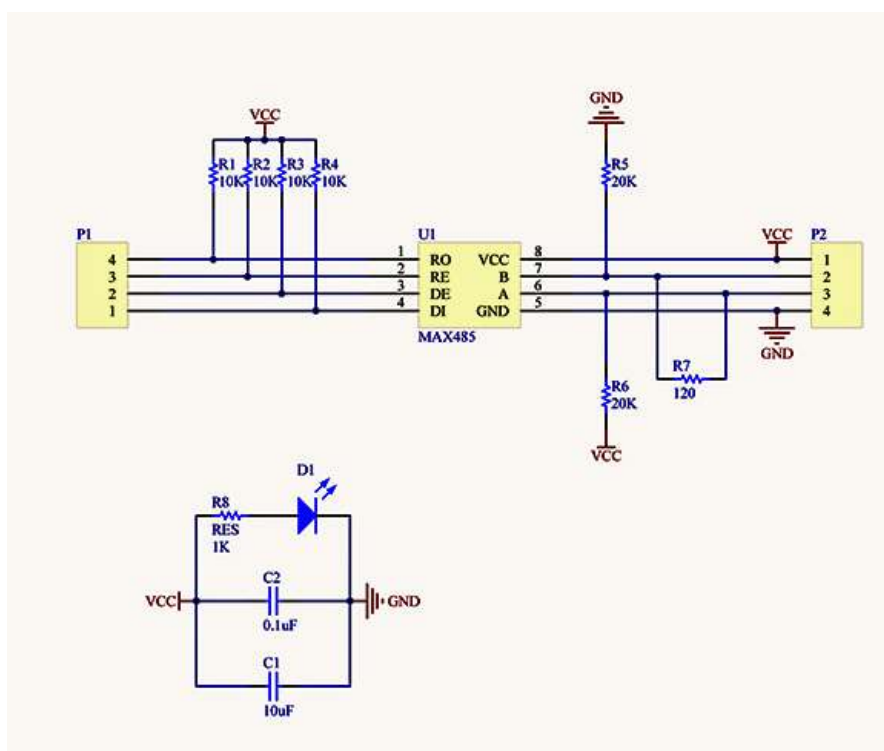 GND
VCC
R1 R2 R3 R4
10K 10K 10K 10K
R5
20K
P1
U1
VCC
P2
4
3
2
1
1
2
3
4
RO VCC
RE B
DE A
DI GND
8
7
6
5
1
2
3
4
MAX485
GND
R7
120
R6
20K
VCC
D1
R8
RES
1K
C2
VCC
GND
0.1uF
C1
10uF